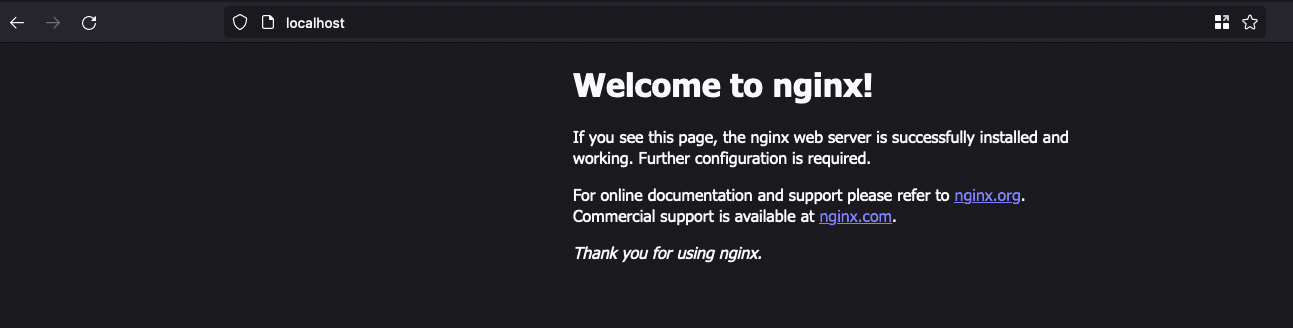 localhost
Welcome to nginx!
If you see this page, the nginx web server is successfully installed and
working. Further configuration is required.
For online documentation and support please refer to nginx.org.
Commercial support is available at nginx.com.
Thank you for using nginx.